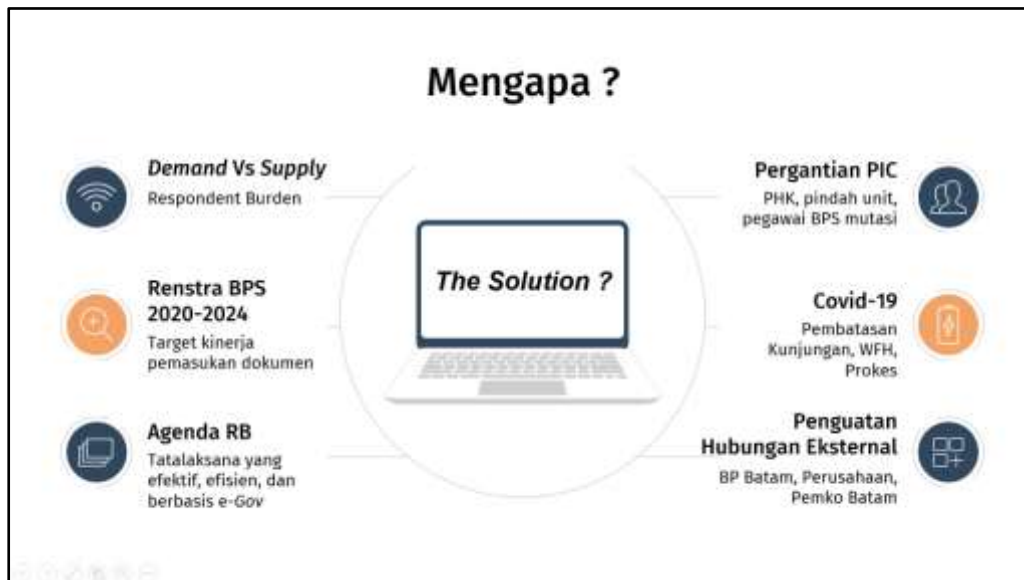 Mengapa ?
Demand Vs Supply
Respondent Burden
Renstra BPS
2020-2024
Target kinerja
pemasukan dokumen
Agenda RB
Tatalaksana yang
efektif, efisien, dan
berbasis e-Gov
The Solution ?
Pergantian PIC
PHK, pindah unit,
pegawai BPS mutasi
Covid-19
Pembatasan
Kunjungan, WFH,
Prokes
Penguatan
Hubungan Eksternal
BP Batam, Perusahaan,
Pemko Batam